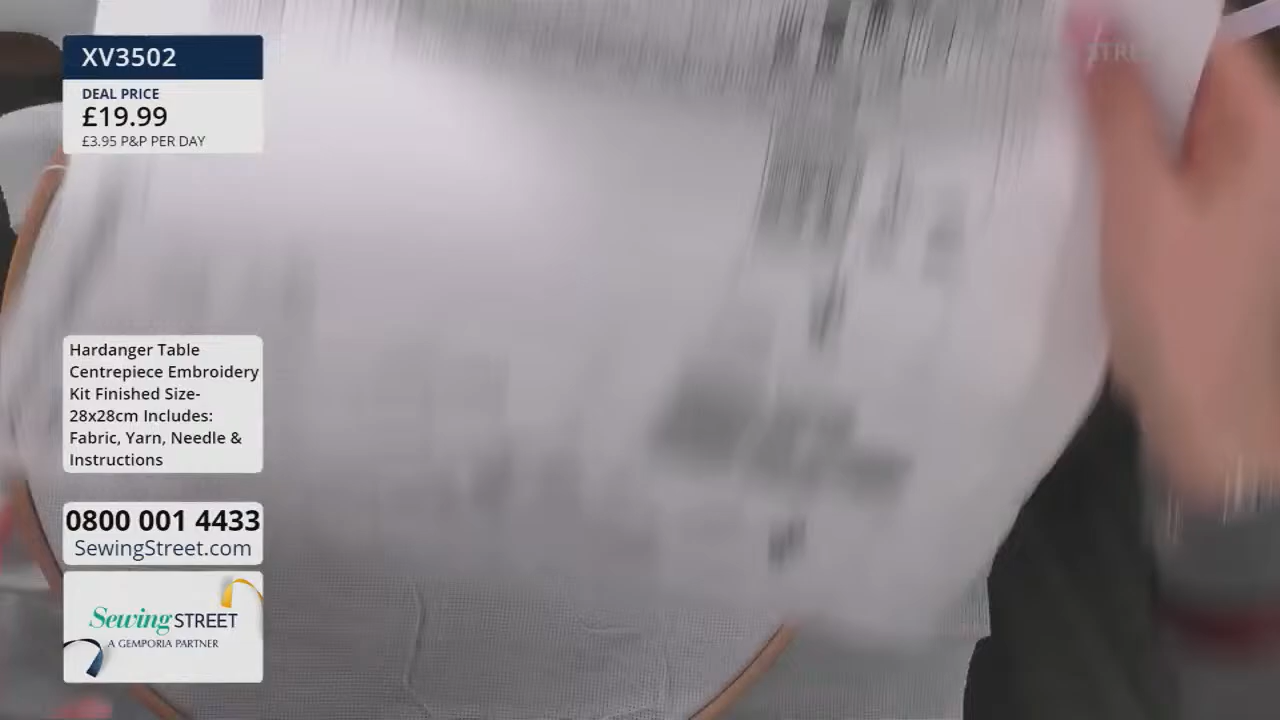 XV3502
DEAL PRICE
£19.99
£3.95 P&P PER DAY
Hardanger Table
Centrepiece Embroidery
Kit Finished Size-
28x28cm Includes:
Fabric, Yarn, Needle &
Instructions
0800 001 4433
SewingStreet.com
Sewing STREET
A GEMPORIA PARTNER